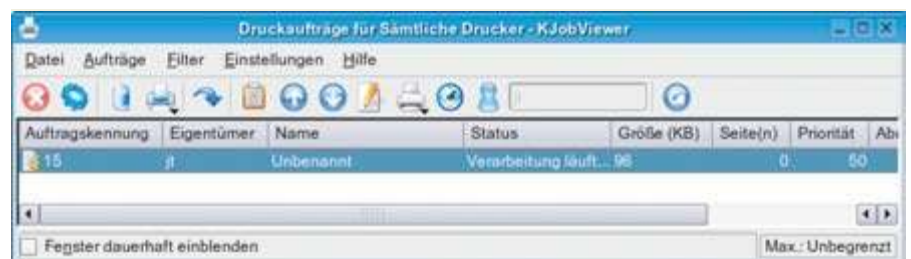 Druckaufträge für Sämtliche Drucker - KJobViewer
Datei Aufträge Filter Einstellungen Hilfe
Auftragskennung Eigentümer Name Status Größe (KB) Seite(n) Priorität Ab
15 jt Unbenannt Verarbeitung läuft... 96 0 50
Fenster dauerhaft einblenden Max.: Unbegrenzt